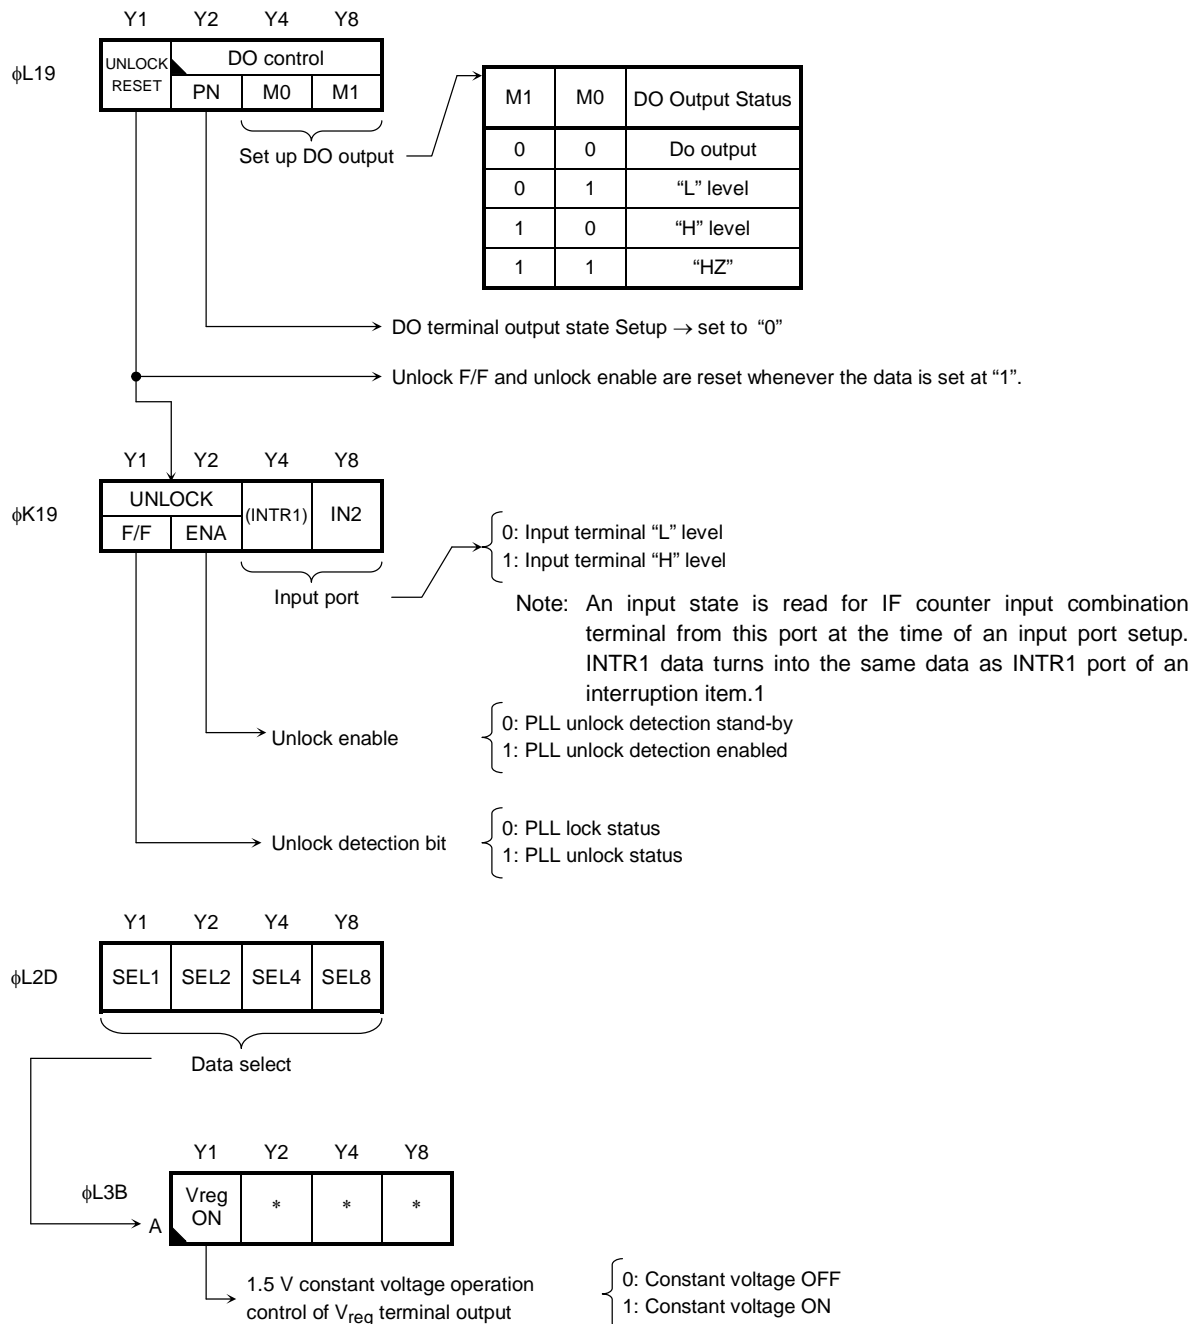 Y1 Y2 Y4 Y8
φL19
UNLOCK RESET
DO control
PN M0 M1
Set up DO output
M1 M0 DO Output Status
0 0 Do output
0 1 “L” level
1 0 “H” level
1 1 “HZ”
DO terminal output state Setup → set to “0”
Unlock F/F and unlock enable are reset whenever the data is set at “1”.
Y1 Y2 Y4 Y8
φK19
UNLOCK (INTR1) IN2
F/F ENA
Input port
0: Input terminal “L” level
1: Input terminal “H” level
Note: An input state is read for IF counter input combination
terminal from this port at the time of an input port setup.
INTR1 data turns into the same data as INTR1 port of an
interruption item.1
Unlock enable
0: PLL unlock detection stand-by
1: PLL unlock detection enabled
Unlock detection bit
0: PLL lock status
1: PLL unlock status
Y1 Y2 Y4 Y8
φL2D
SEL1 SEL2 SEL4 SEL8
Data select
Y1 Y2 Y4 Y8
φL3B
A
Vreg ON * * *
1.5 V constant voltage operation
control of Vreg terminal output
0: Constant voltage OFF
1: Constant voltage ON